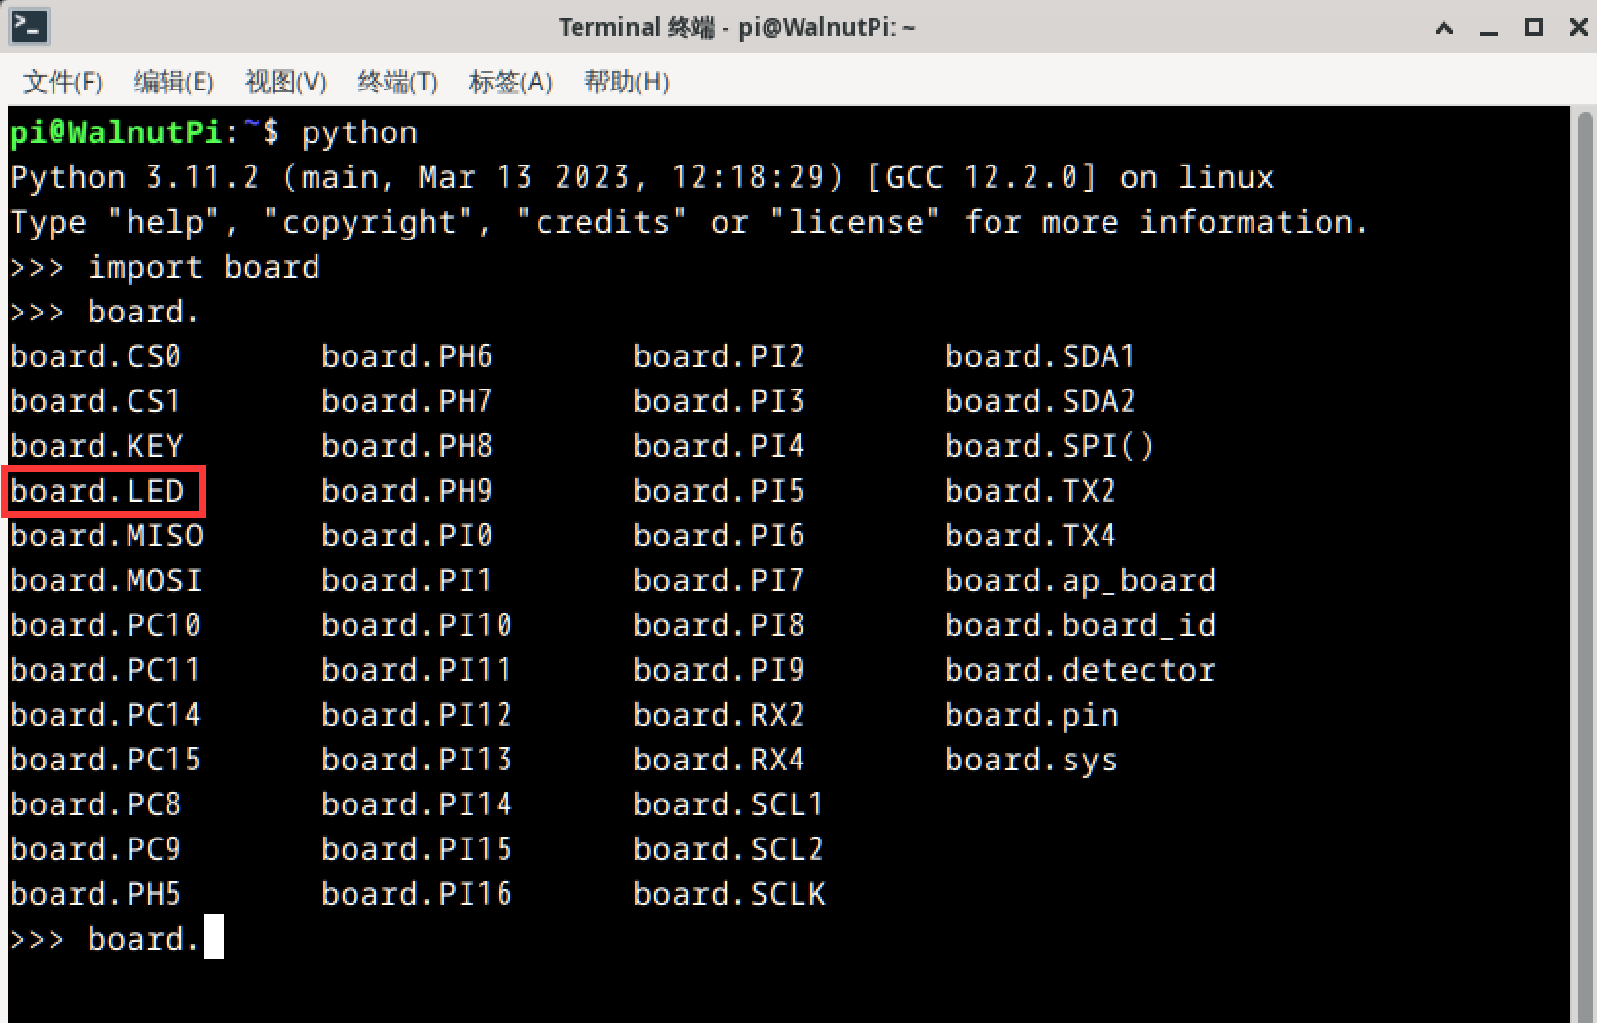 Terminal 终端 - pi@WalnutPi: ~
文件(F) 编辑(E) 视图(V) 终端(T) 标签(A) 帮助(H)
pi@WalnutPi:~$ python
Python 3.11.2 (main, Mar 13 2023, 12:18:29) [GCC 12.2.0] on linux
Type "help", "copyright", "credits" or "license" for more information.
>>> import board
>>> board.
board.CS0 board.PH6 board.PI2 board.SDA1
board.CS1 board.PH7 board.PI3 board.SDA2
board.KEY board.PH8 board.PI4 board.SPI()
board.LED board.PH9 board.PI5 board.TX2
board.MISO board.PI0 board.PI6 board.TX4
board.MOSI board.PI1 board.PI7 board.ap_board
board.PC10 board.PI10 board.PI8 board.board_id
board.PC11 board.PI11 board.PI9 board.detector
board.PC14 board.PI12 board.RX2 board.pin
board.PC15 board.PI13 board.RX4 board.sys
board.PC8 board.PI14 board.SCL1
board.PC9 board.PI15 board.SCL2
board.PH5 board.PI16 board.SCLK
>>> board.